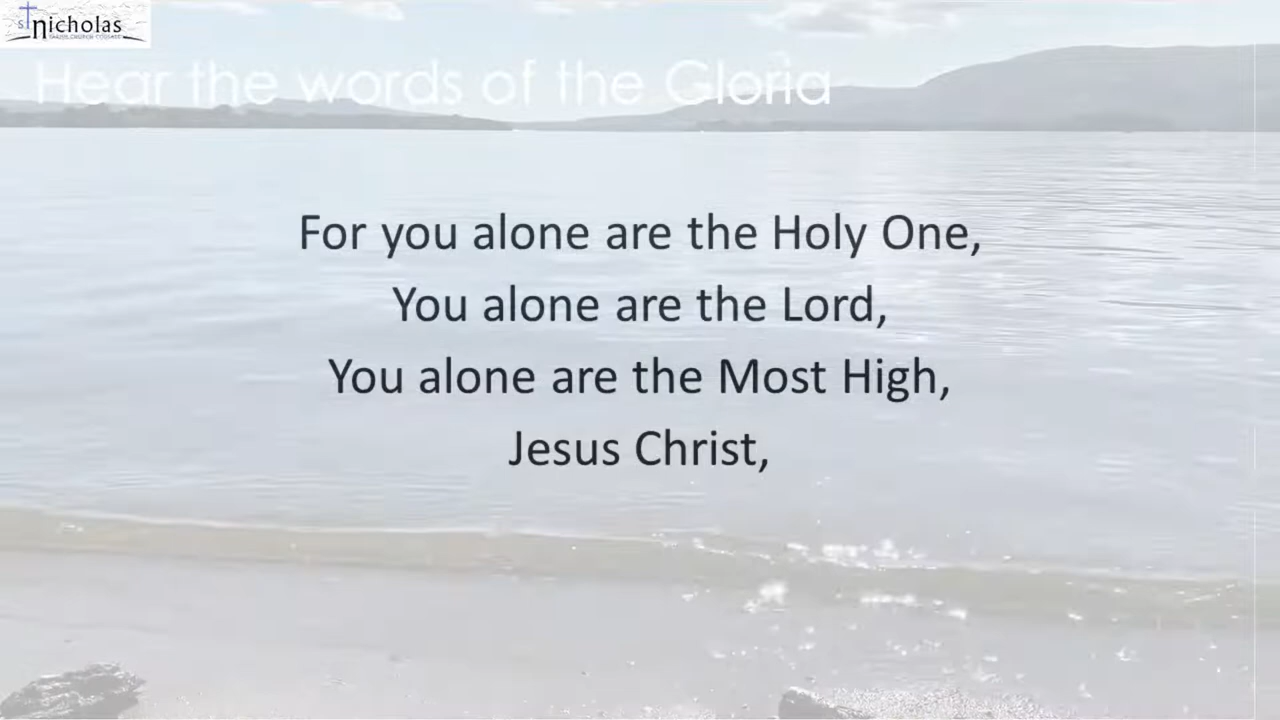 St
Nicholas
Hear the words of the Gloria
For you alone are the Holy One,
You alone are the Lord,
You alone are the Most High,
Jesus Christ,